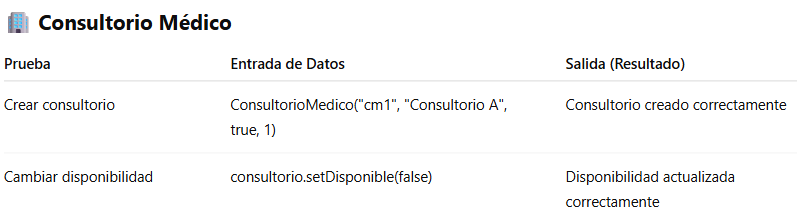 Consultorio Médico
Prueba Entrada de Datos Salida (Resultado)
Crear consultorio ConsultorioMedico("cm1", "Consultorio A", true, 1) Consultorio creado correctamente
Cambiar disponibilidad consultorio.setDisponible(false) Disponibilidad actualizada correctamente